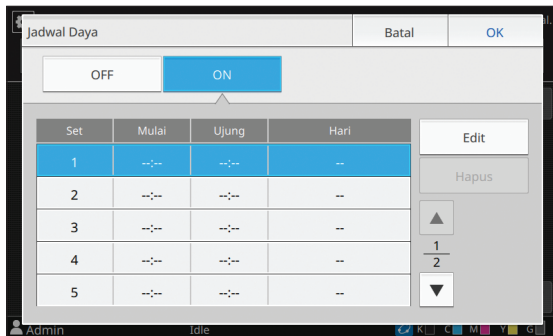 Jadwal Daya Batal OK
OFF ON
Set Mulai Ujung Hari Edit
1 --:-- --:-- --
Hapus
2 --:-- --:-- --
3 --:-- --:-- --
1
4 --:-- --:-- --
2
5 --:-- --:-- --
Admin Idle K C M Y G